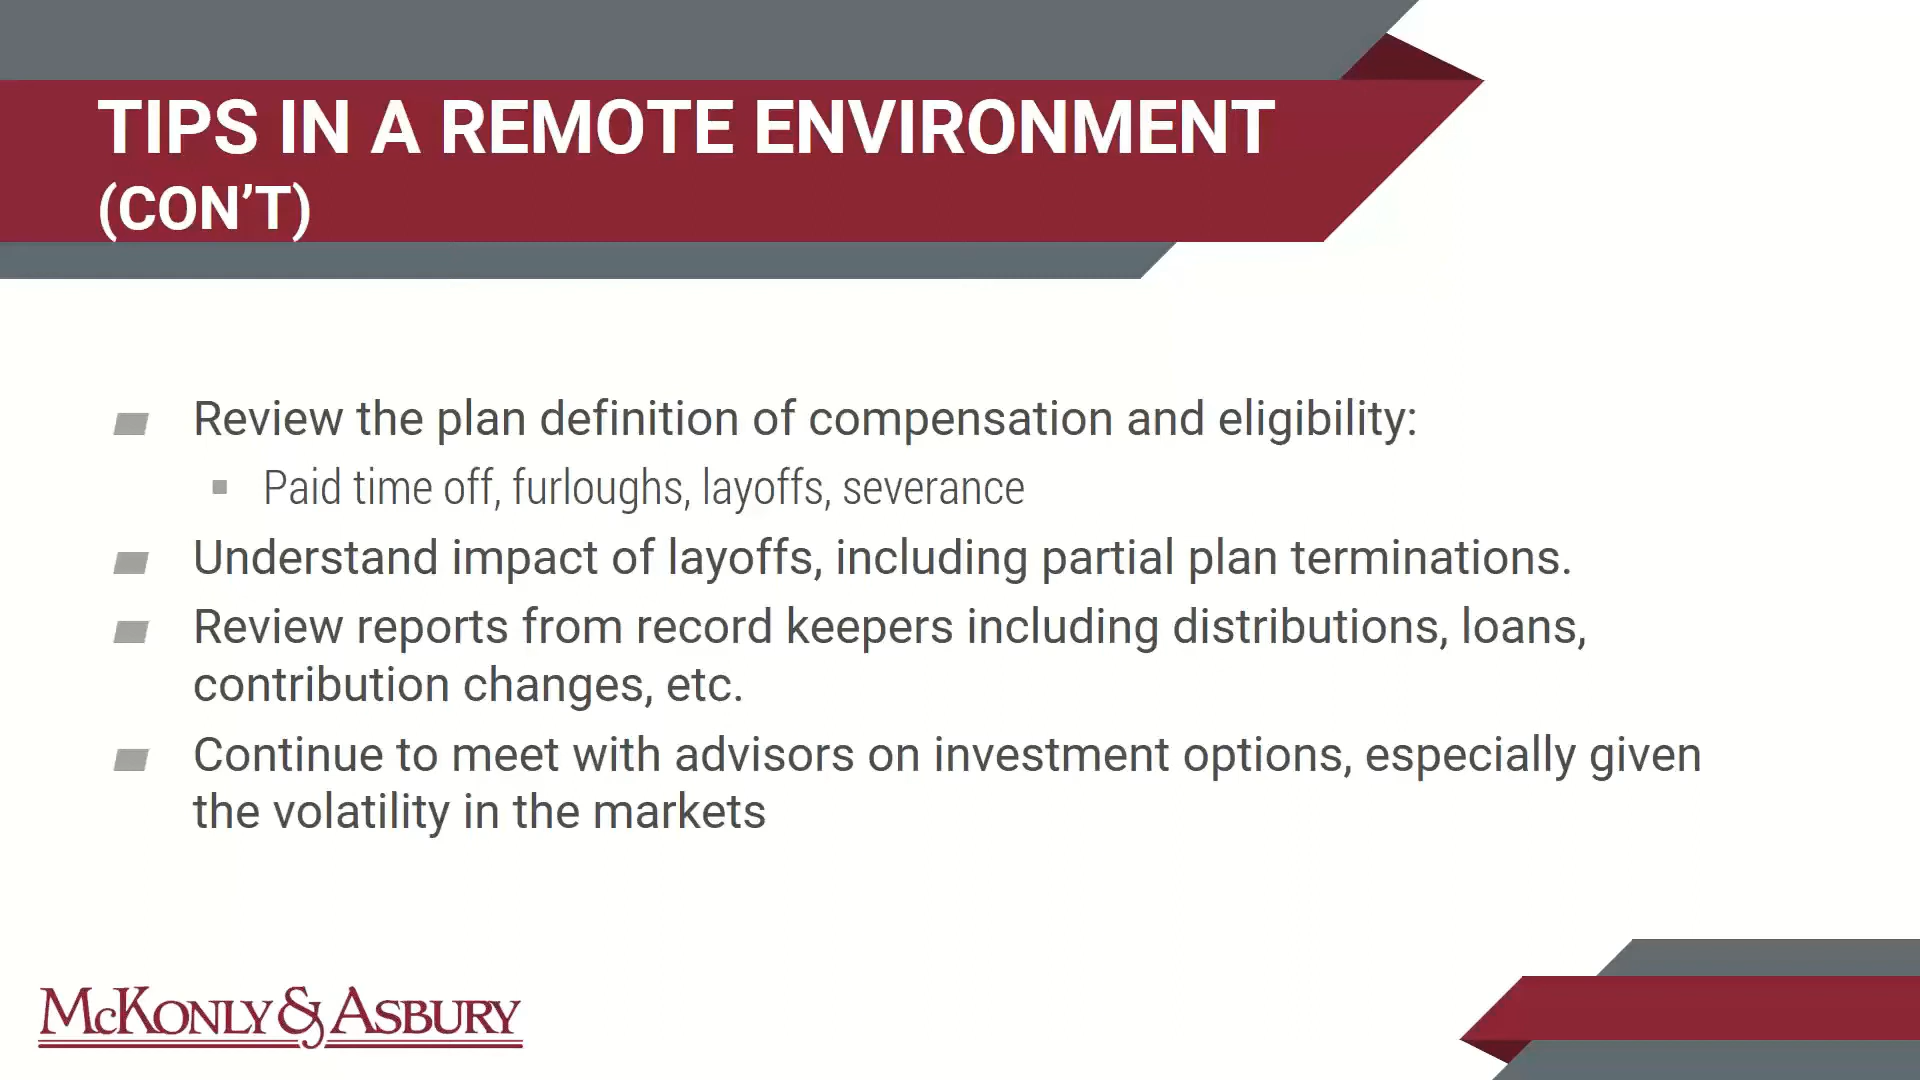 TIPS IN A REMOTE ENVIRONMENT
(CON’T)
Review the plan definition of compensation and eligibility:
Paid time off, furloughs, layoffs, severance
Understand impact of layoffs, including partial plan terminations.
Review reports from record keepers including distributions, loans,
contribution changes, etc.
Continue to meet with advisors on investment options, especially given
the volatility in the markets
McKonly & Asbury